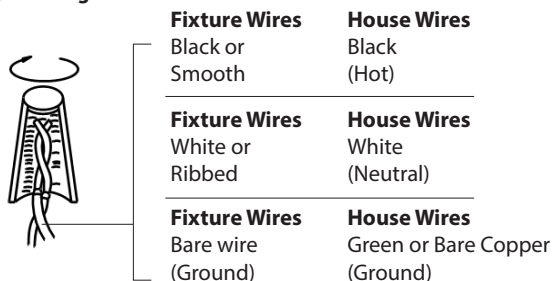 Fixture Wires House Wires
Black or Black
Smooth (Hot)
Fixture Wires House Wires
White or White
Ribbed (Neutral)
Fixture Wires House Wires
Bare wire Green or Bare Copper
(Ground) (Ground)